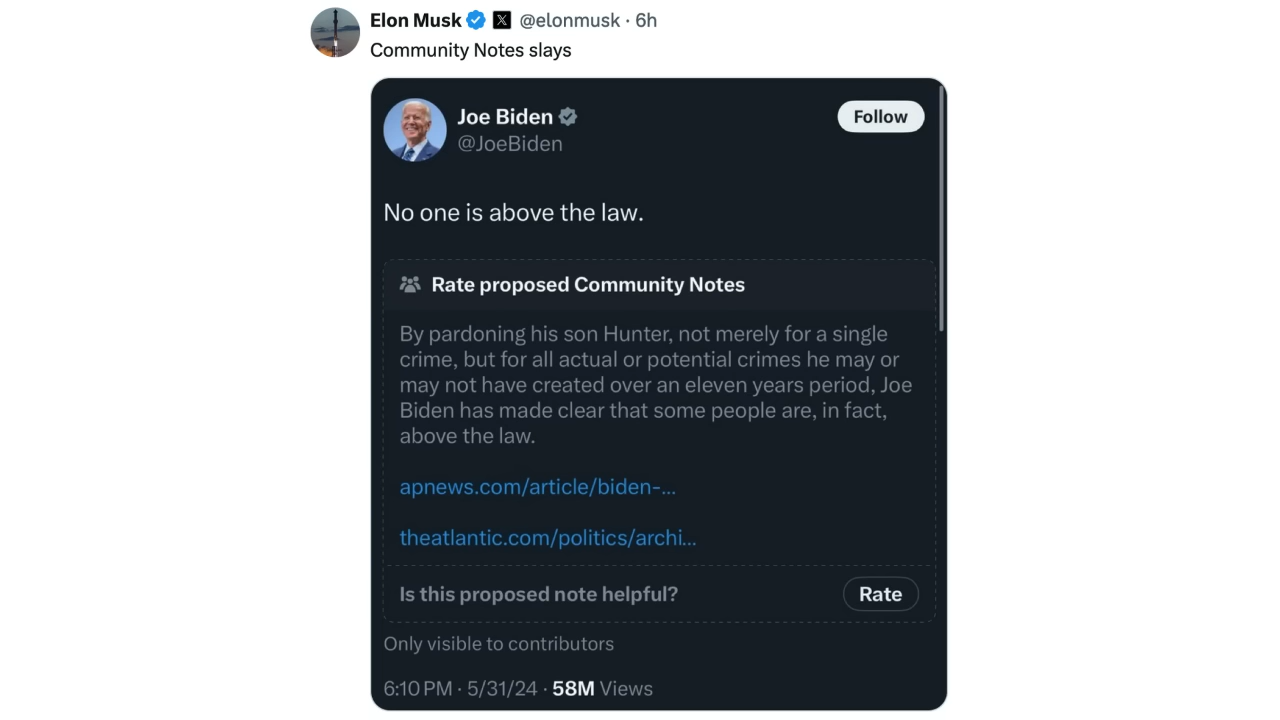 Elon Musk @elonmusk · 6h
Community Notes slays
Joe Biden
Follow
@JoeBiden
No one is above the law.
Rate proposed Community Notes
By pardoning his son Hunter, not merely for a single
crime, but for all actual or potential crimes he may or
may not have created over an eleven years period, Joe
Biden has made clear that some people are, in fact,
above the law.
apnews.com/article/biden-...
theatlantic.com/politics/archi...
Is this proposed note helpful?
Rate
Only visible to contributors
6:10 PM · 5/31/24 · 58M Views